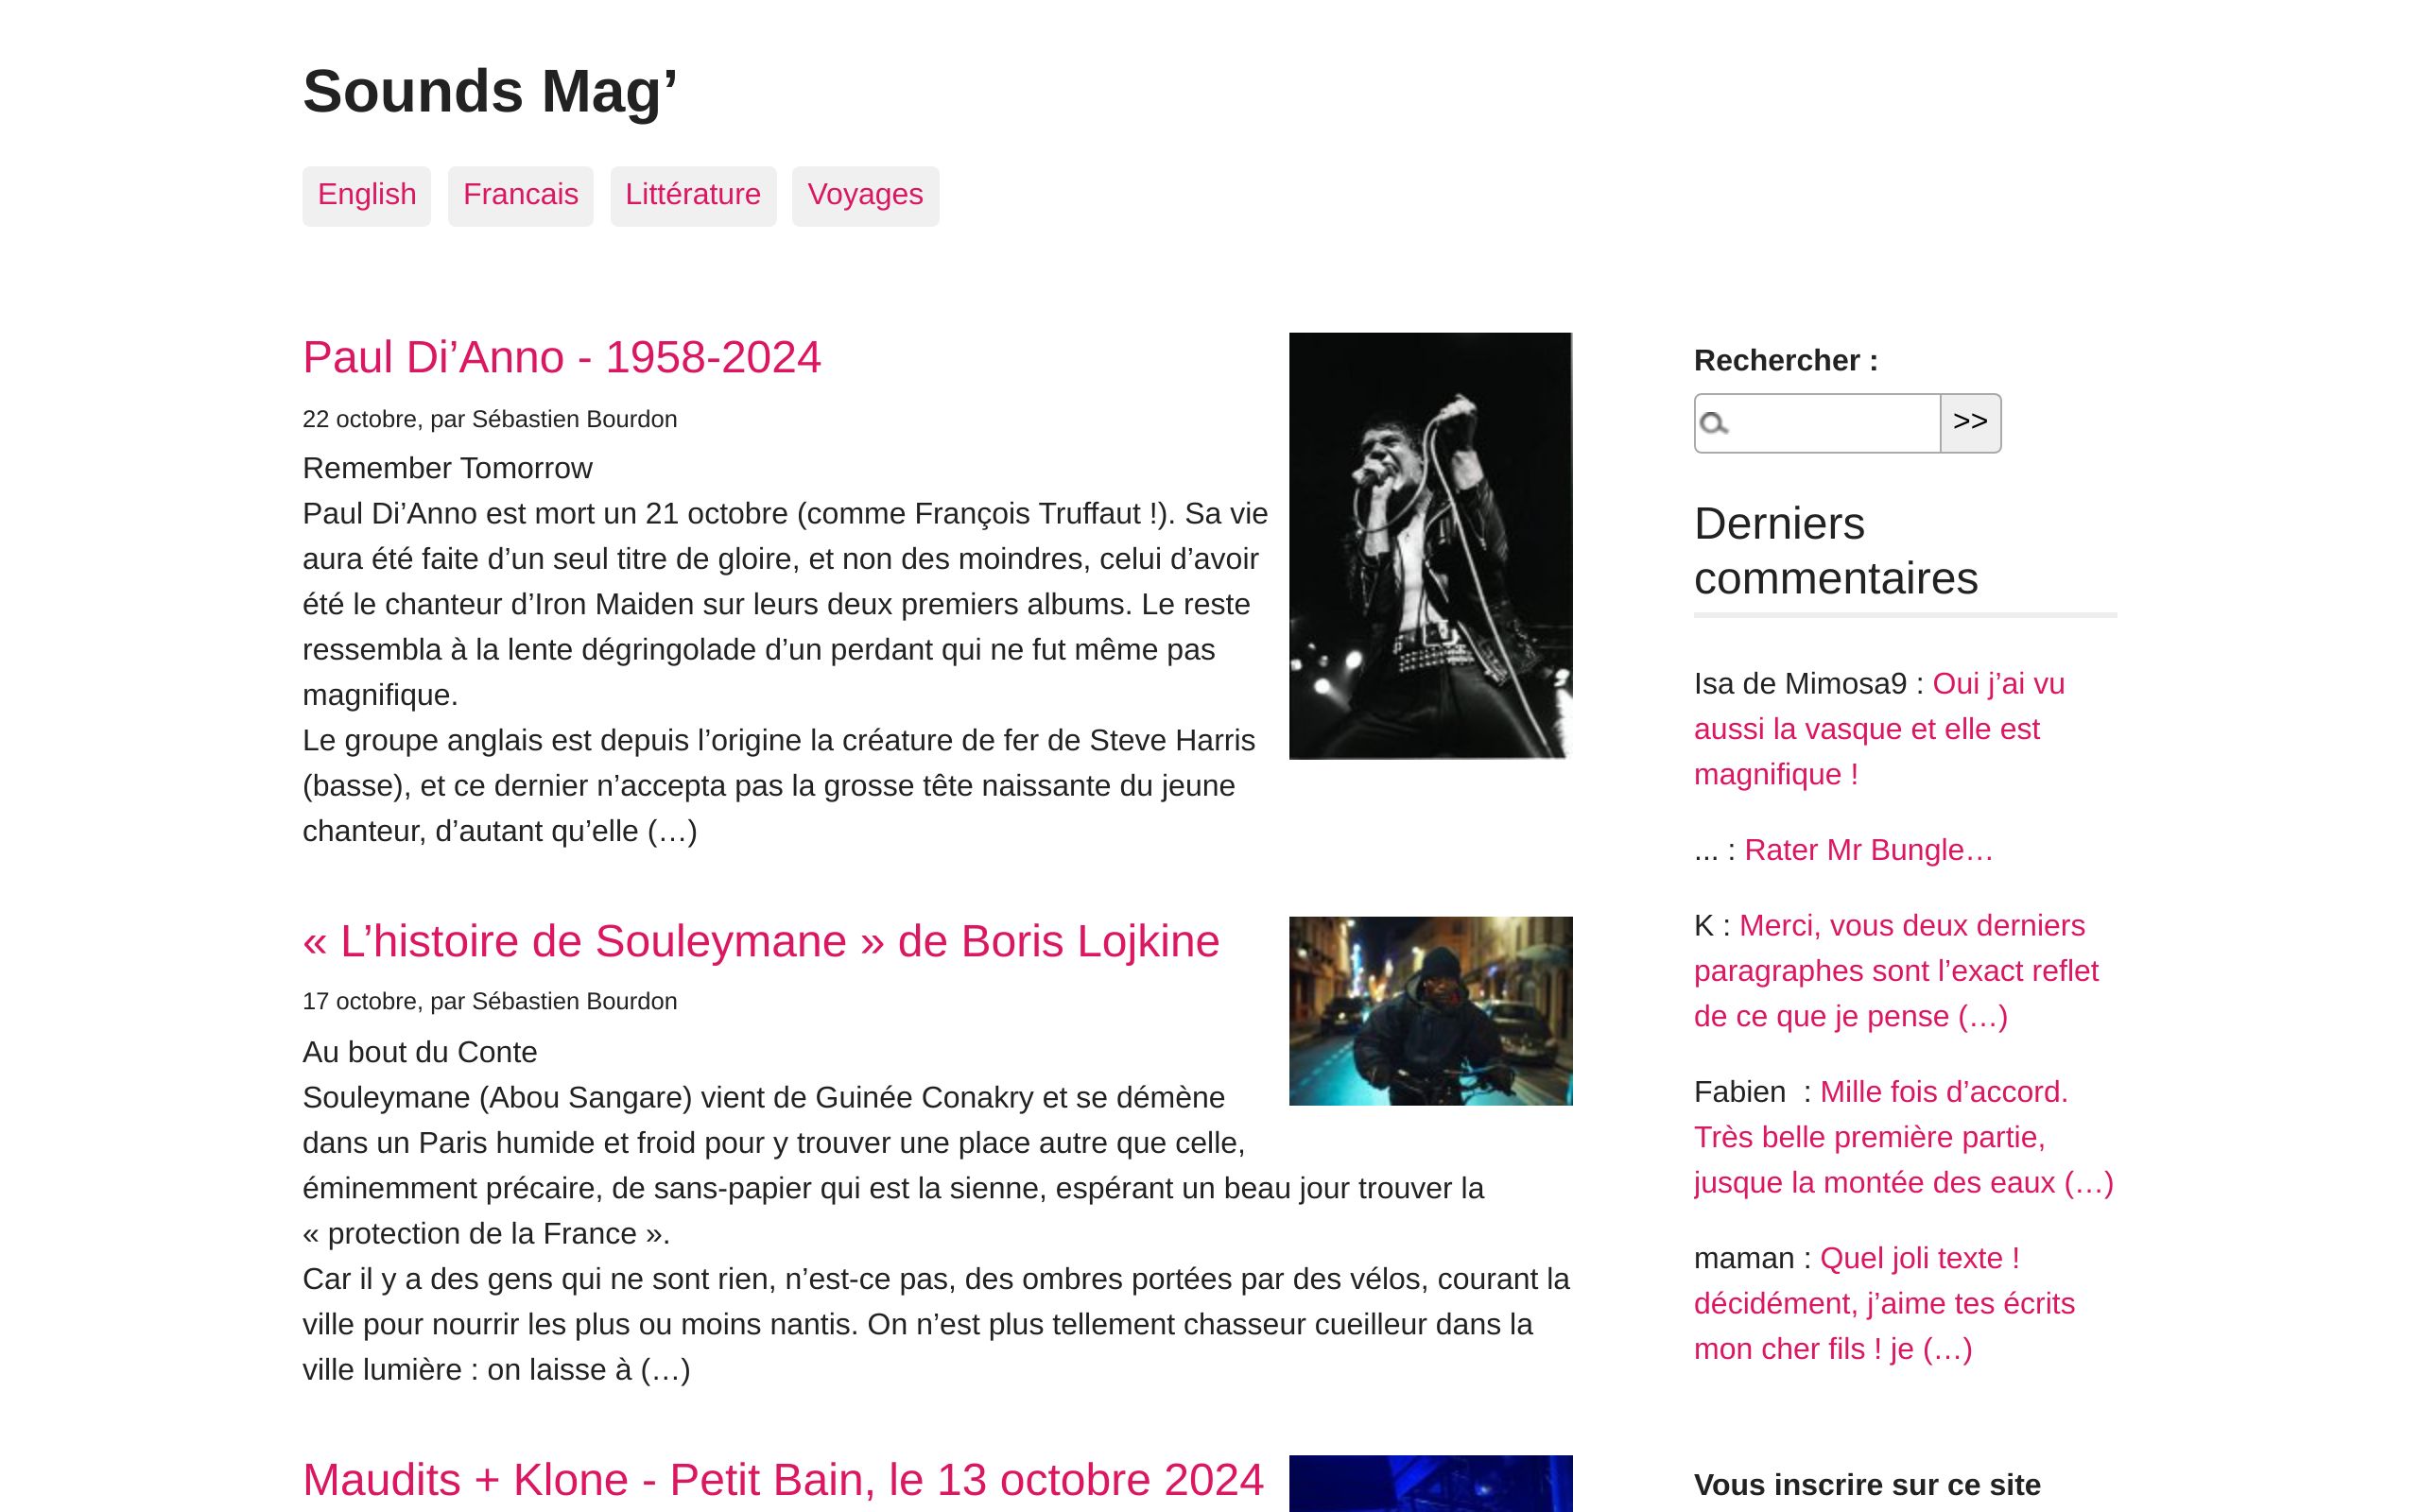 Sounds Mag’
English Francais Littérature Voyages
Paul Di’Anno - 1958-2024
22 octobre, par Sébastien Bourdon
Remember Tomorrow
Paul Di’Anno est mort un 21 octobre (comme François Truffaut !). Sa vie
aura été faite d’un seul titre de gloire, et non des moindres, celui d’avoir
été le chanteur d’Iron Maiden sur leurs deux premiers albums. Le reste
ressembla à la lente dégringolade d’un perdant qui ne fut même pas
magnifique.
Le groupe anglais est depuis l’origine la créature de fer de Steve Harris
(basse), et ce dernier n’accepta pas la grosse tête naissante du jeune
chanteur, d’autant qu’elle (…)
« L’histoire de Souleymane » de Boris Lojkine
17 octobre, par Sébastien Bourdon
Au bout du Conte
Souleymane (Abou Sangare) vient de Guinée Conakry et se démène
dans un Paris humide et froid pour y trouver une place autre que celle,
éminemment précaire, de sans-papier qui est la sienne, espérant un beau jour trouver la
« protection de la France ».
Car il y a des gens qui ne sont rien, n’est-ce pas, des ombres portées par des vélos, courant la
ville pour nourrir les plus ou moins nantis. On n’est plus tellement chasseur cueilleur dans la
ville lumière : on laisse à (…)
Maudits + Klone - Petit Bain, le 13 octobre 2024
Rechercher :
>>
Derniers
commentaires
Isa de Mimosa9 : Oui j’ai vu
aussi la vasque et elle est
magnifique !
... : Rater Mr Bungle…
K : Merci, vous deux derniers
paragraphes sont l’exact reflet
de ce que je pense (…)
Fabien  : Mille fois d’accord.
Très belle première partie,
jusque la montée des eaux (…)
maman : Quel joli texte !
décidément, j’aime tes écrits
mon cher fils ! je (…)
Vous inscrire sur ce site